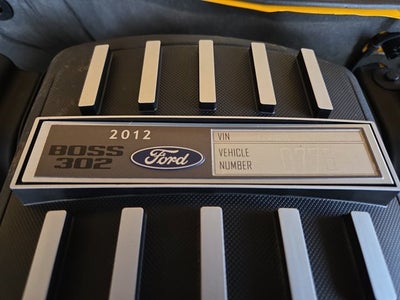 2012
BOSS
302
Ford
VIN
VEHICLE
NUMBER